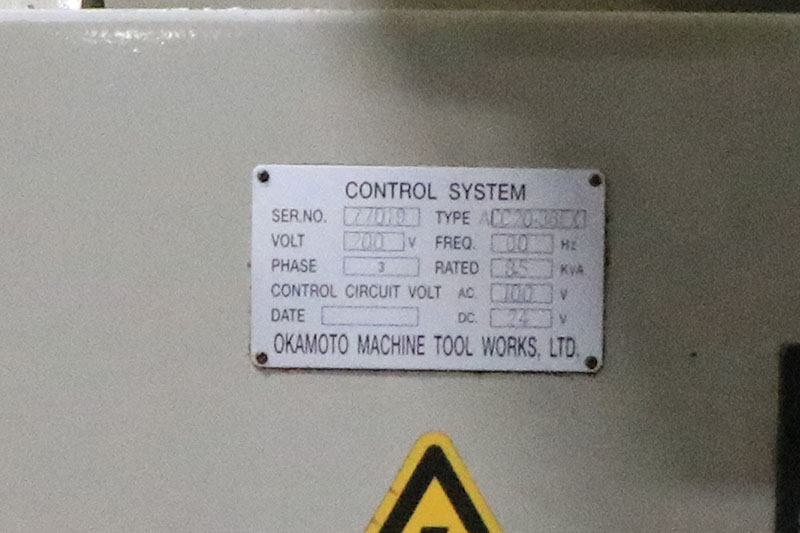 CONTROL SYSTEM
SER.NO. 77019 TYPE
VOLT 200 V FREQ. Hz
PHASE 3 RATED KVA
CONTROL CIRCUIT VOLT AC. 100 V
DATE DC. 24 V
OKAMOTO MACHINE TOOL WORKS, LTD.